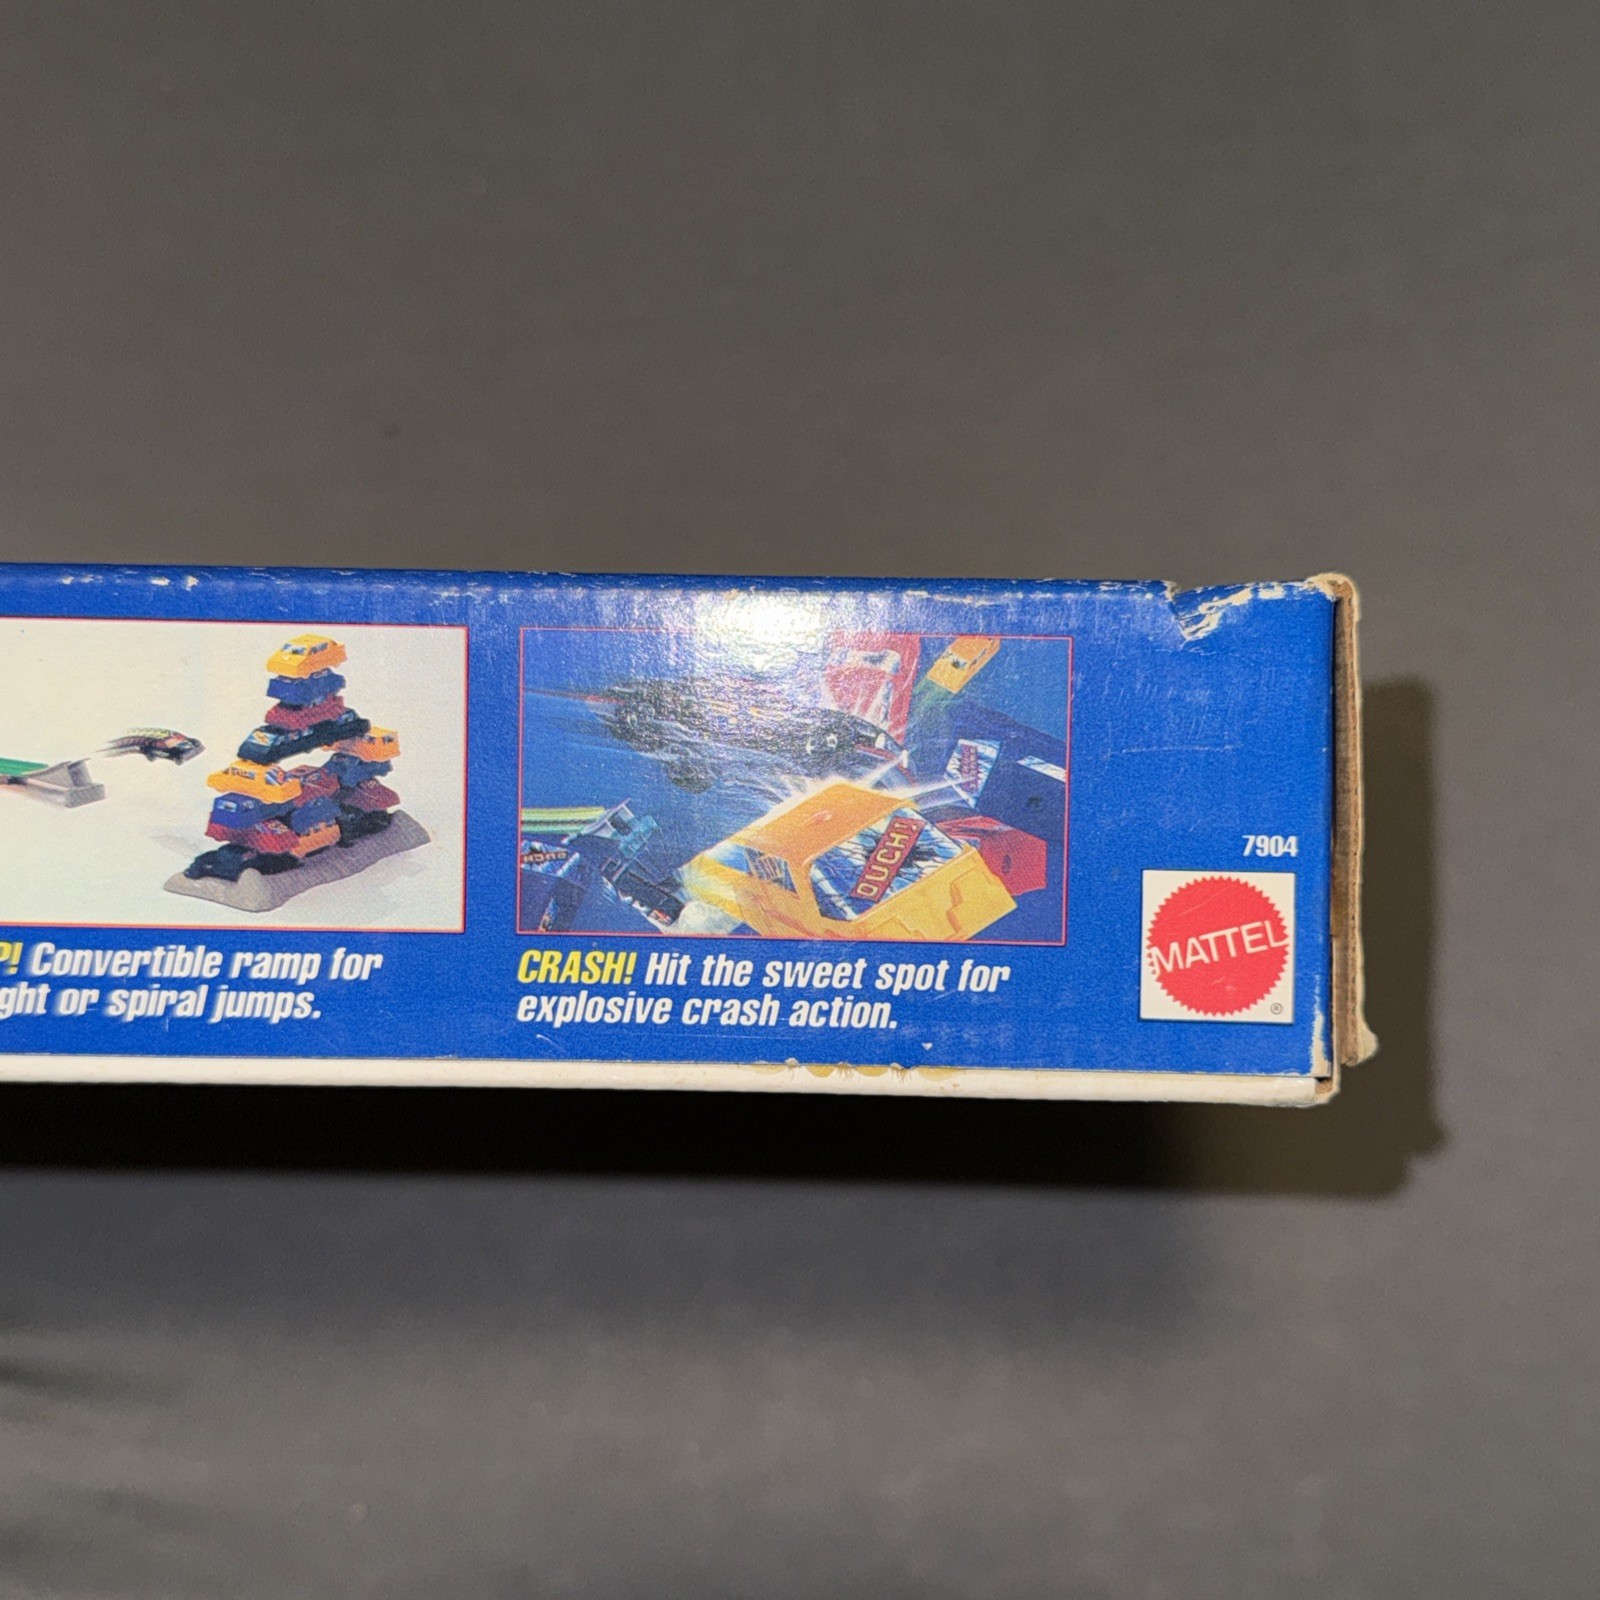 P! Convertible ramp for
ght or spiral jumps.
OUCH!
CRASH! Hit the sweet spot for
explosive crash action.
7904
MATTEL
®